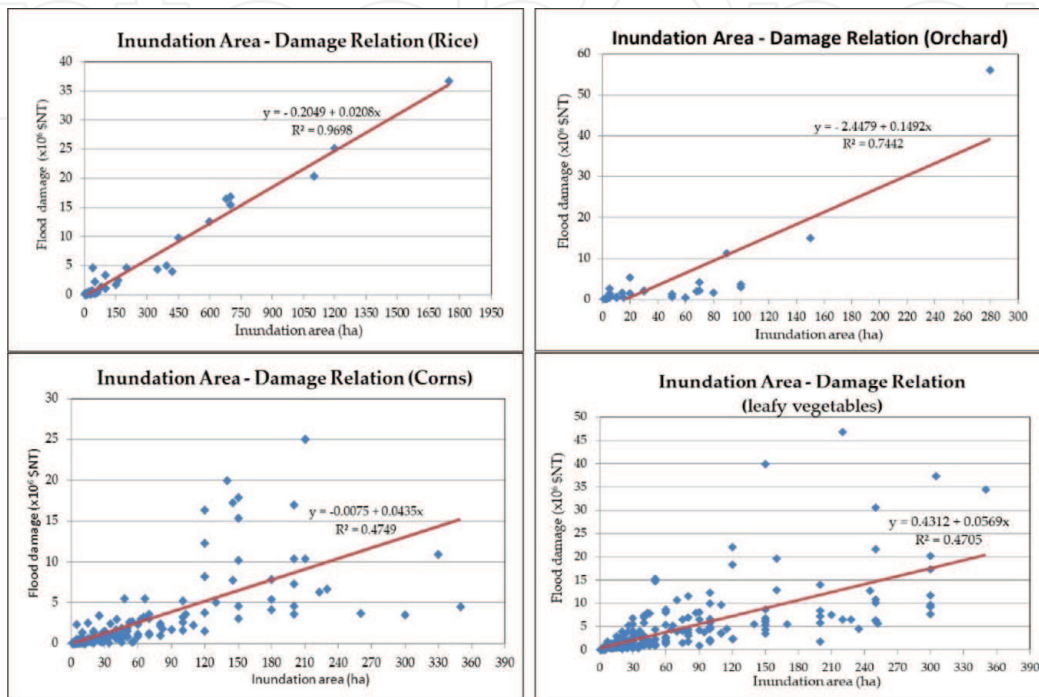 Inundation Area - Damage Relation (Rice)
Flood damage (x10⁶ $NT)
40
35
30
25
20
15
10
5
0
y = - 0.2049 + 0.0208x
R² = 0.9698
0 150 300 450 600 750 900 1050 1200 1350 1500 1650 1800 1950
Inundation area (ha)
Inundation Area - Damage Relation (Orchard)
Flood damage (x10⁶ $NT)
60
50
40
30
20
10
0
y = - 2.4479 + 0.1492x
R² = 0.7442
0 20 40 60 80 100 120 140 160 180 200 220 240 260 280 300
Inundation area (ha)
Inundation Area - Damage Relation (Corns)
Flood damage (x10⁶ $NT)
30
25
20
15
10
5
0
y = -0.0075 + 0.0435x
R² = 0.4749
0 30 60 90 120 150 180 210 240 270 300 330 360 390
Inundation area (ha)
Inundation Area - Damage Relation
(leafy vegetables)
Flood damage (x10⁶ $NT)
50
45
40
35
30
25
20
15
10
5
0
y = 0.4312 + 0.0569x
R² = 0.4705
0 30 60 90 120 150 180 210 240 270 300 330 360 390
Inundation area (ha)